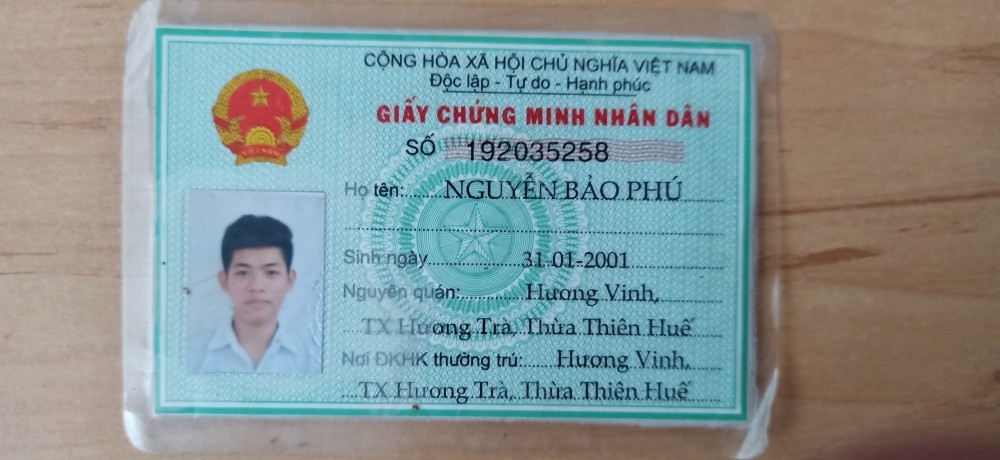 CỘNG HÒA XÃ HỘI CHỦ NGHĨA VIỆT NAM
Độc lập - Tự do - Hạnh phúc
GIẤY CHỨNG MINH NHÂN DÂN
SỐ 192035258
Họ tên: NGUYỄN BẢO PHÚ
Sinh ngày 31-01-2001
Nguyên quán: Hương Vinh,
TX Hương Trà, Thừa Thiên Huế
Nơi ĐKHK thường trú: Hương Vinh,
TX Hương Trà, Thừa Thiên Huế
VIỆT NAM